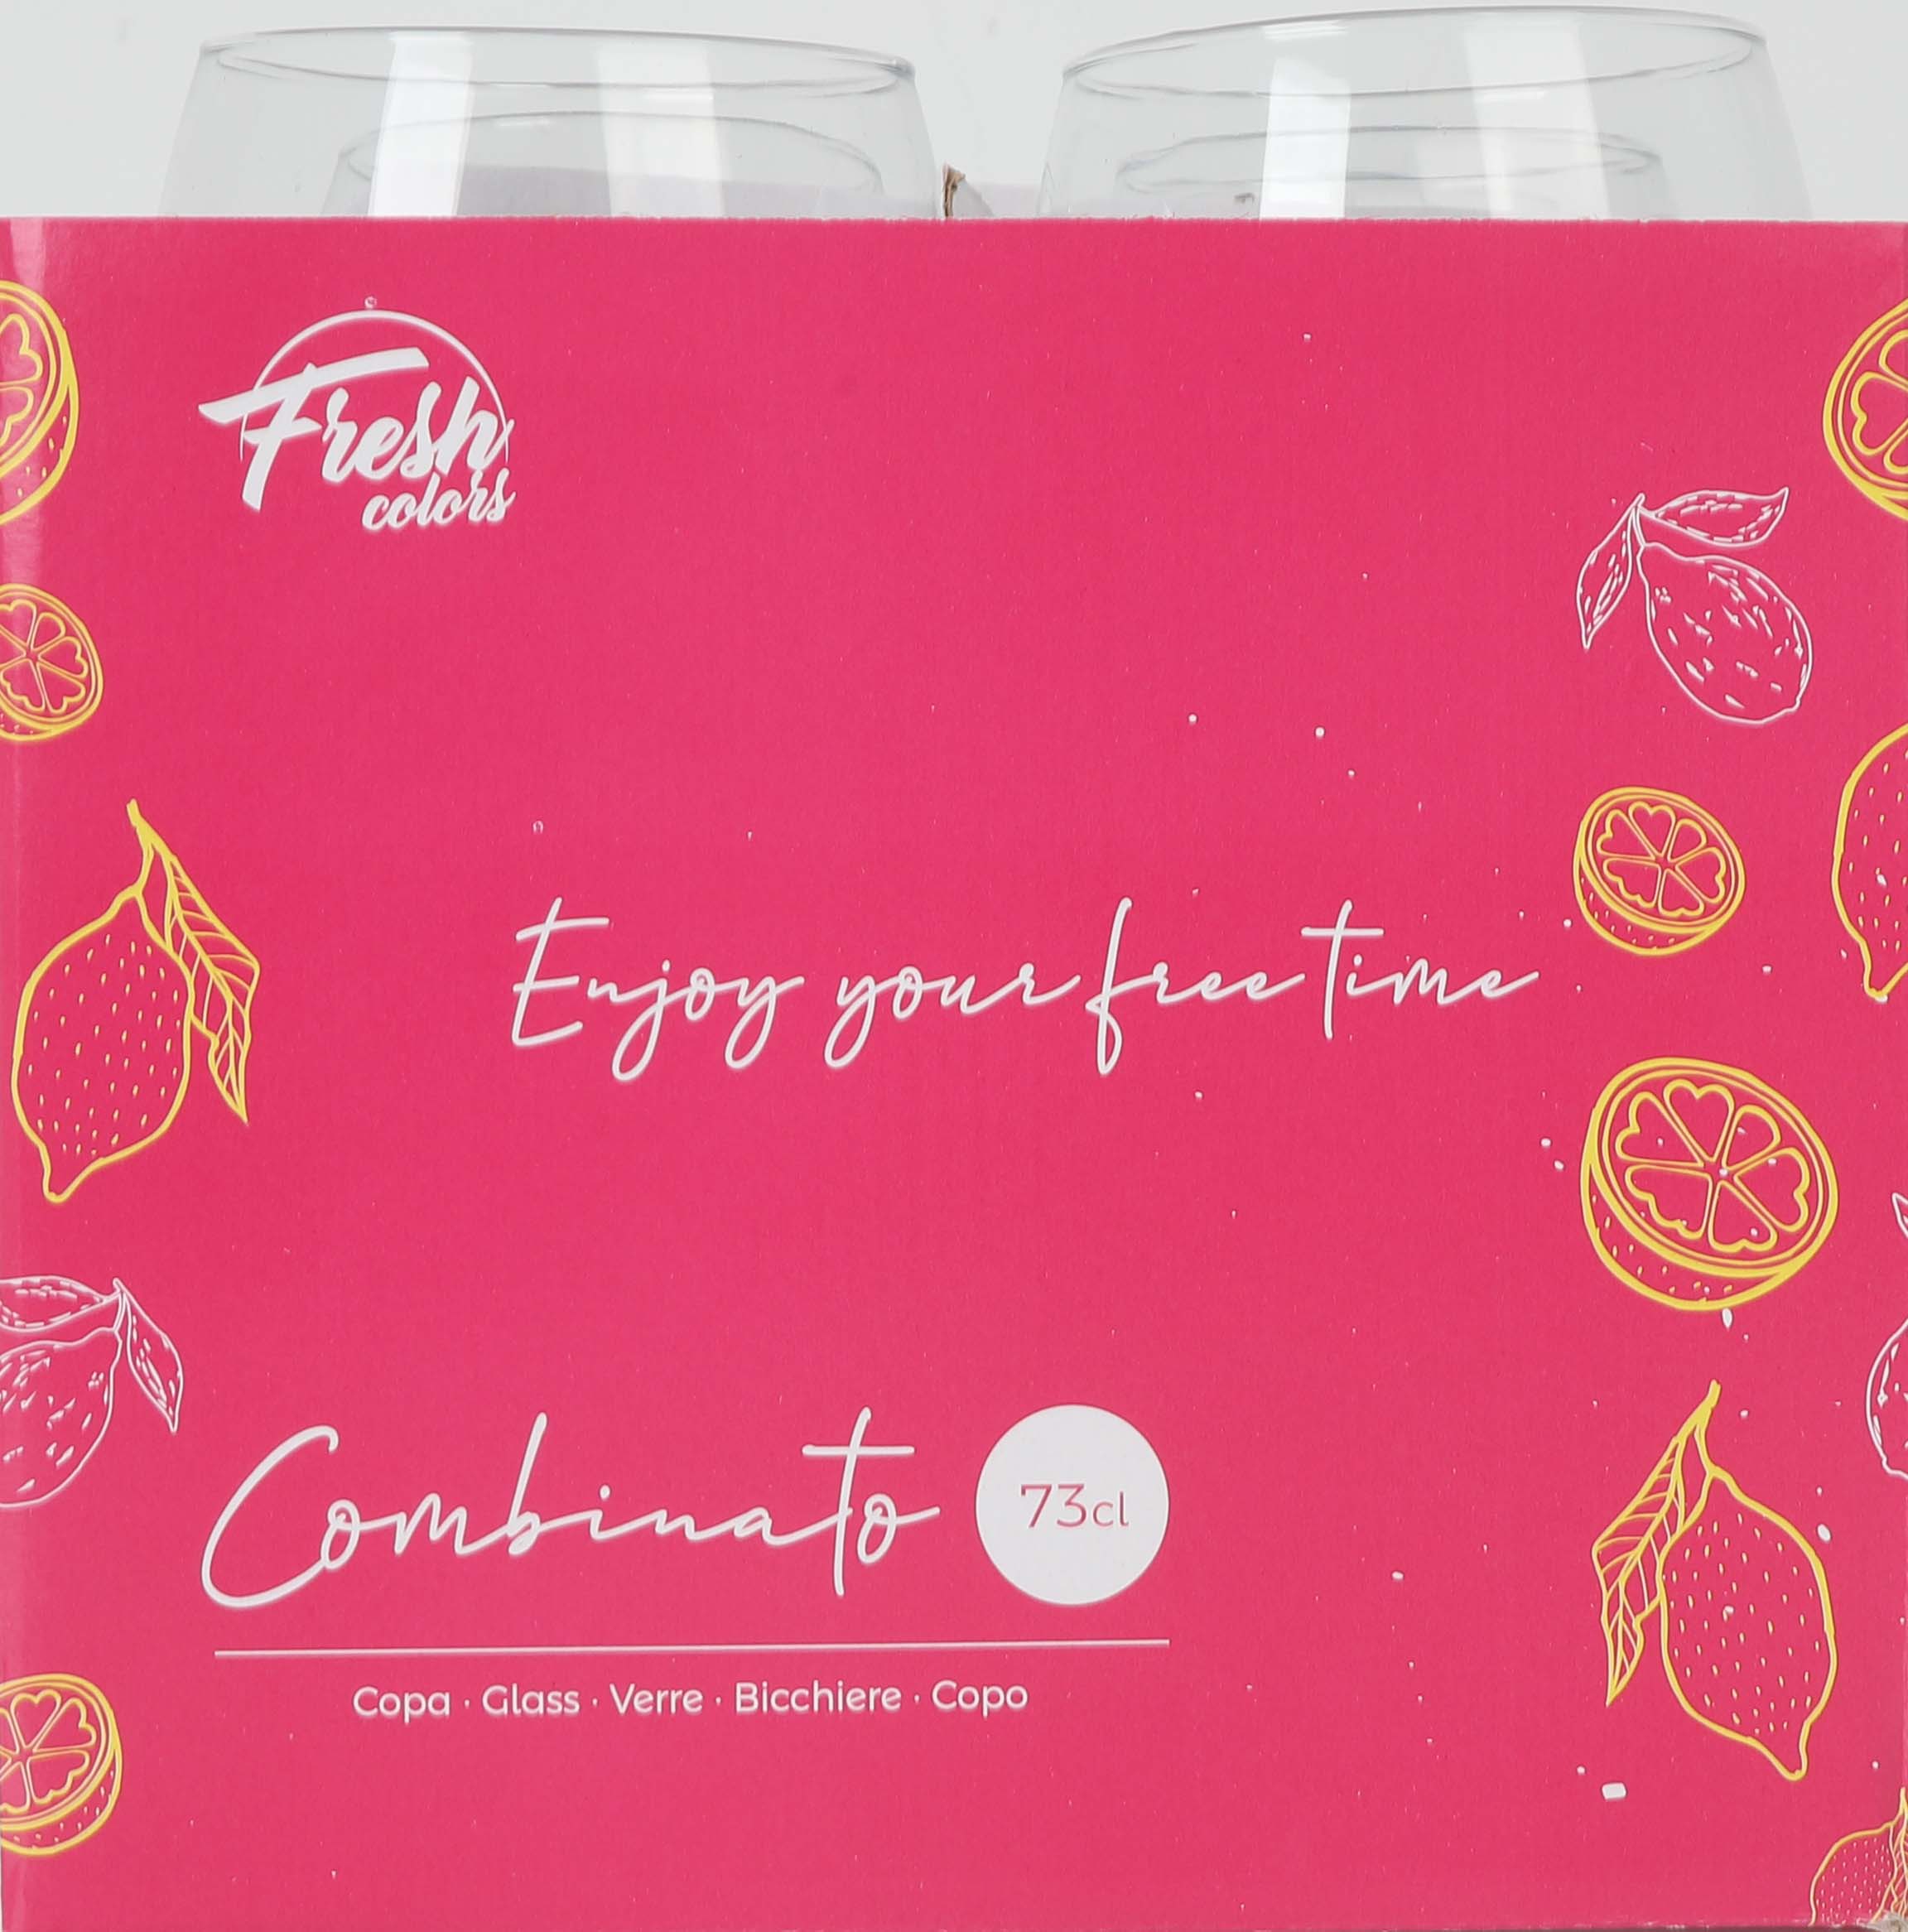 Fresh
colors
Enjoy your free time
Combinato
73cl
Copa · Glass · Verre · Bicchiere · Copo